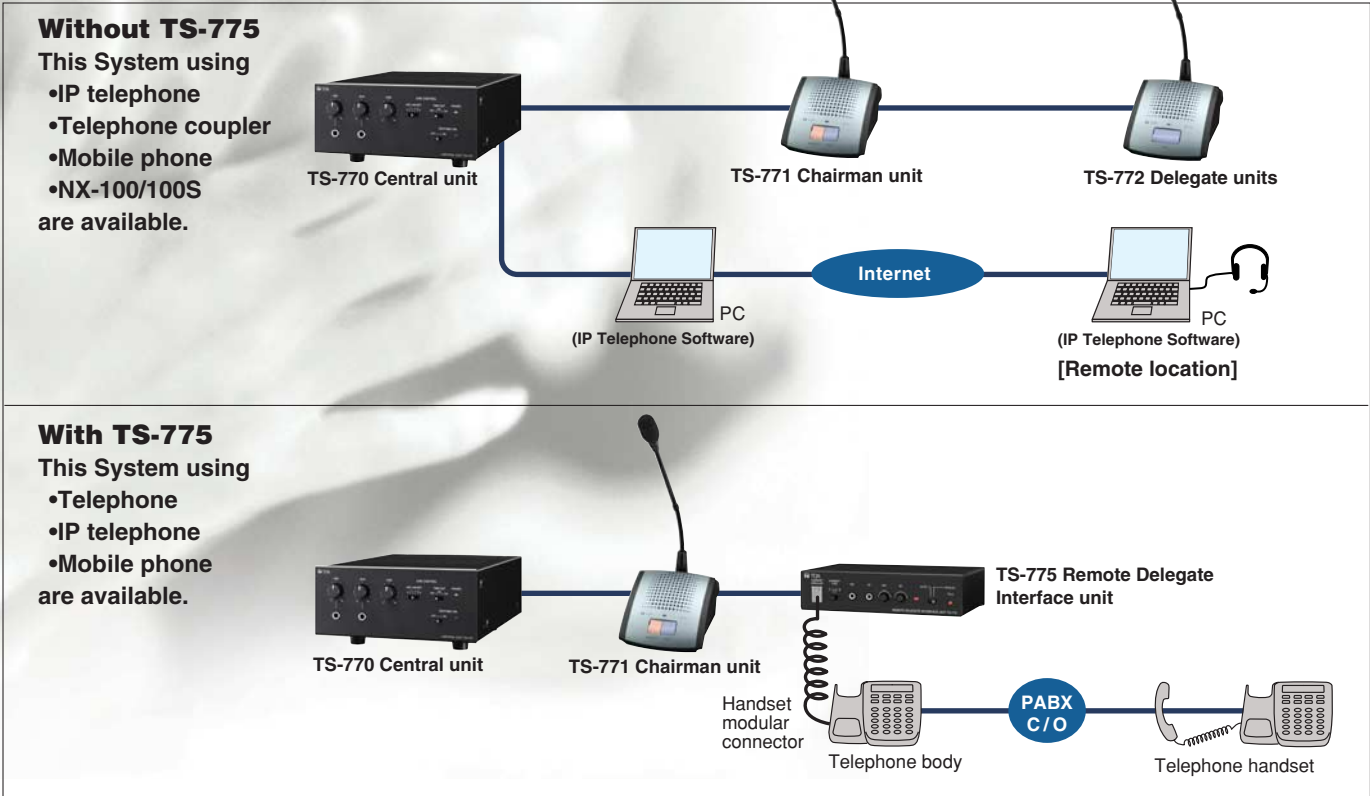 Without TS-775
This System using
•IP telephone
•Telephone coupler
•Mobile phone
•NX-100/100S
are available.
TS-770 Central unit
TS-771 Chairman unit
TS-772 Delegate units
Internet
PC
(IP Telephone Software)
PC
(IP Telephone Software)
[Remote location]
With TS-775
This System using
•Telephone
•IP telephone
•Mobile phone
are available.
TS-770 Central unit
TS-771 Chairman unit
TS-775 Remote Delegate
Interface unit
Handset
modular
connector
Telephone body
PABX
C/O
Telephone handset